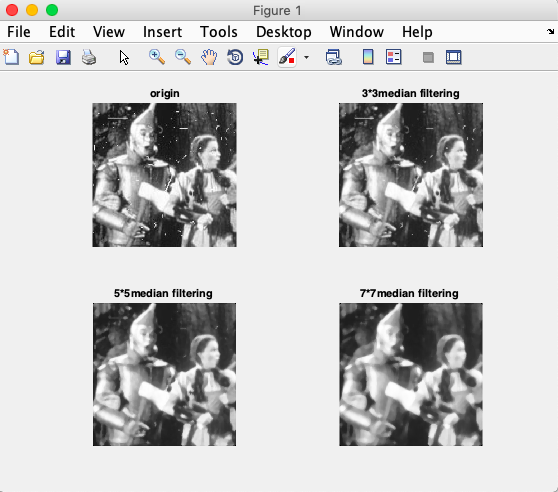 Figure 1
File Edit View Insert Tools Desktop Window Help
origin
3*3median filtering
5*5median filtering
7*7median filtering